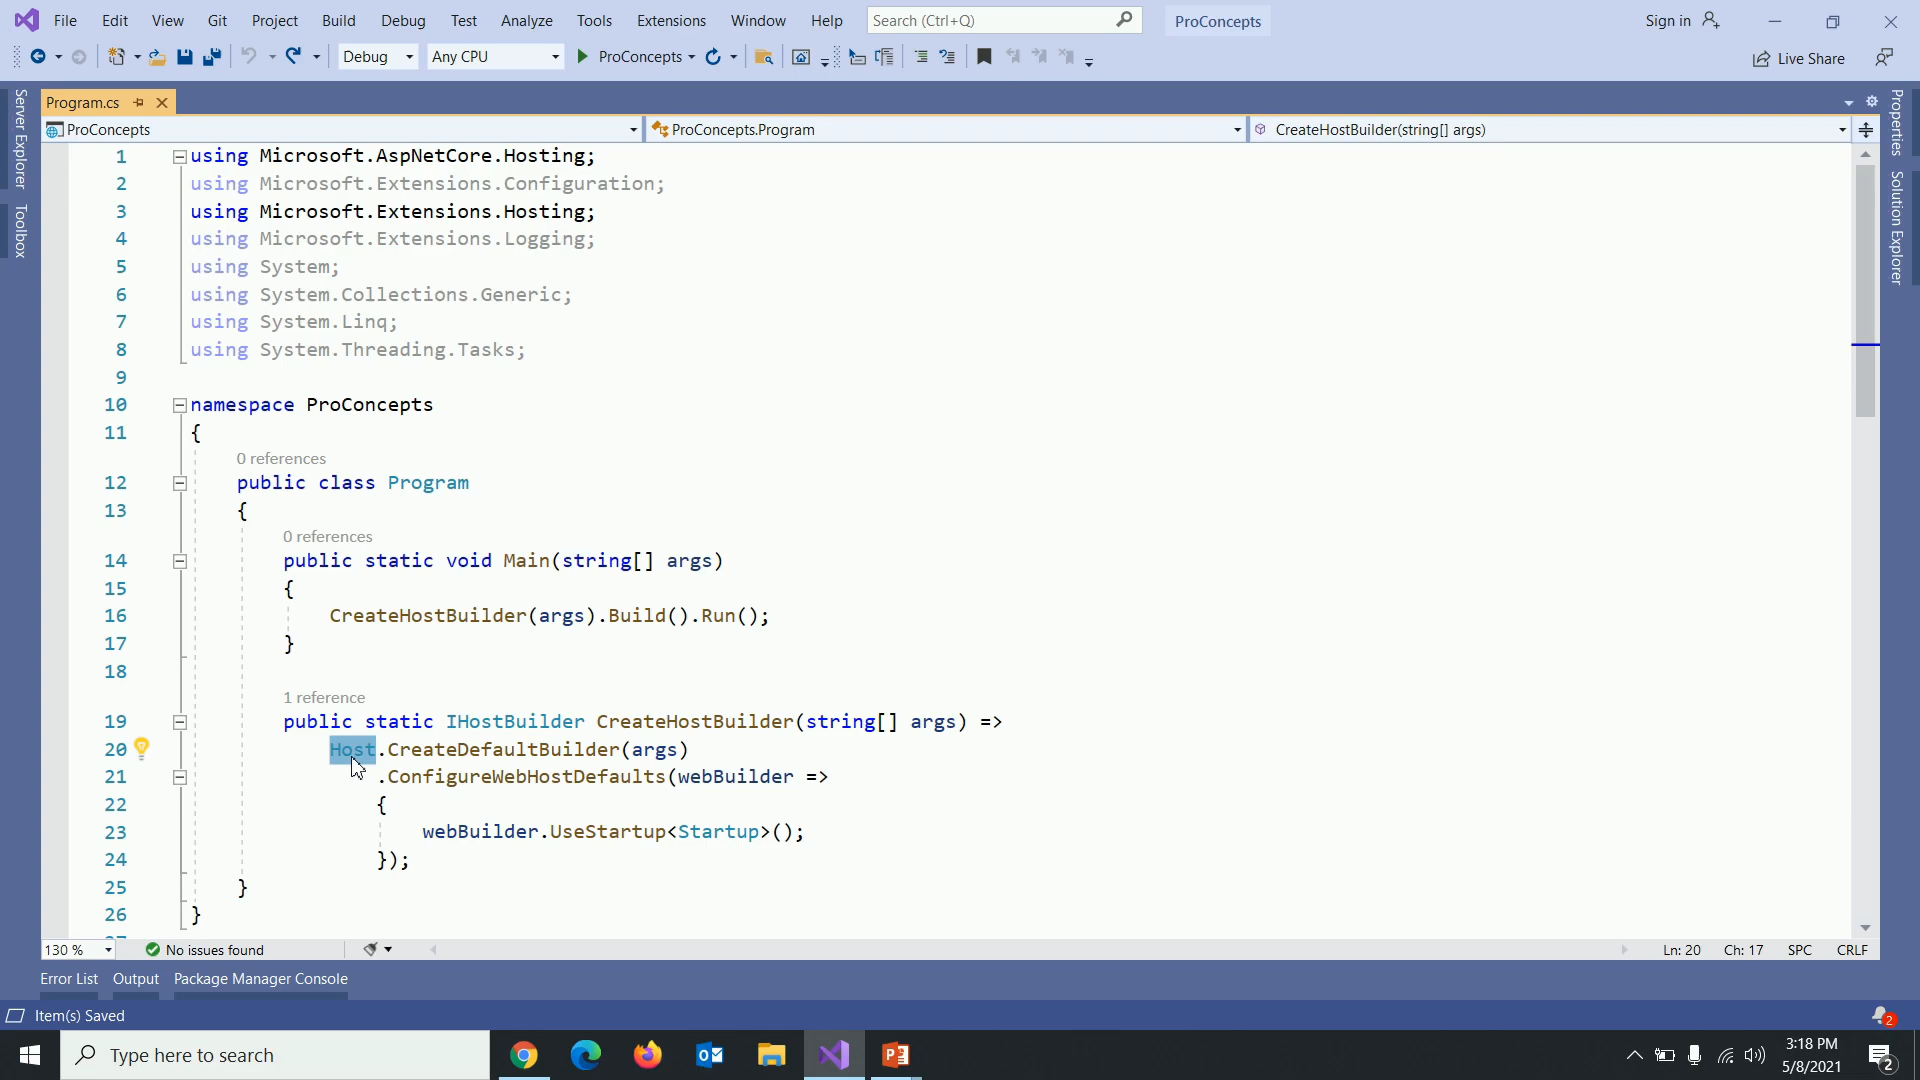 File Edit View Git Project Build Debug Test Analyze Tools Extensions Window Help Search (Ctrl+Q) ProConcepts Sign in
Debug Any CPU ProConcepts Live Share
Server Explorer
Toolbox
Program.cs
ProConcepts ProConcepts.Program CreateHostBuilder(string[] args)
1 using Microsoft.AspNetCore.Hosting;
2 using Microsoft.Extensions.Configuration;
3 using Microsoft.Extensions.Hosting;
4 using Microsoft.Extensions.Logging;
5 using System;
6 using System.Collections.Generic;
7 using System.Linq;
8 using System.Threading.Tasks;
9
10 namespace ProConcepts
11 {
0 references
12 public class Program
13 {
0 references
14 public static void Main(string[] args)
15 {
16 CreateHostBuilder(args).Build().Run();
17 }
18
1 reference
19 public static IHostBuilder CreateHostBuilder(string[] args) =>
20 Host.CreateDefaultBuilder(args)
21 .ConfigureWebHostDefaults(webBuilder =>
22 {
23 webBuilder.UseStartup<Startup>();
24 });
25 }
26 }
Properties
Solution Explorer
130 % No issues found Ln: 20 Ch: 17 SPC CRLF
Error List Output Package Manager Console
Item(s) Saved 2
Type here to search 3:18 PM
5/8/2021 2